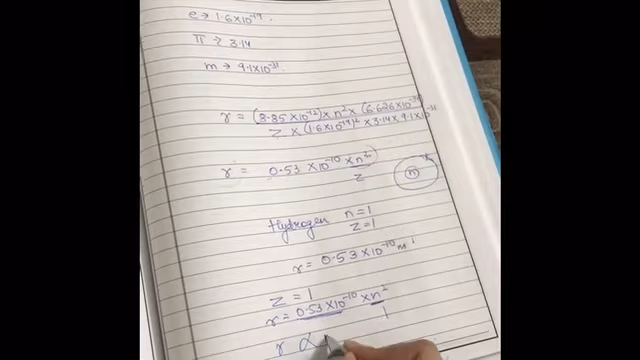 e → 1.6×10⁻¹⁹.
π → 3.14
m → 9.1×10⁻³¹.
r = (8.85×10⁻¹²)×n²×(6.626×10⁻³⁴)
Z×(1.6×10⁻¹⁹)²×3.14×9.1×10⁻³¹
r = 0.53×10⁻¹⁰×n²
Z
n
Hydrogen n=1
Z=1
r= 0.53×10⁻¹⁰m
Z = 1
r= 0.53×10⁻¹⁰×n²
1
r ∝